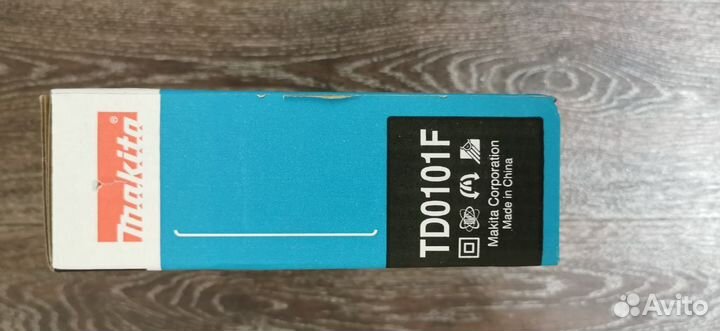 Makita®
TD0101F
Makita Corporation
Made in China
Avito